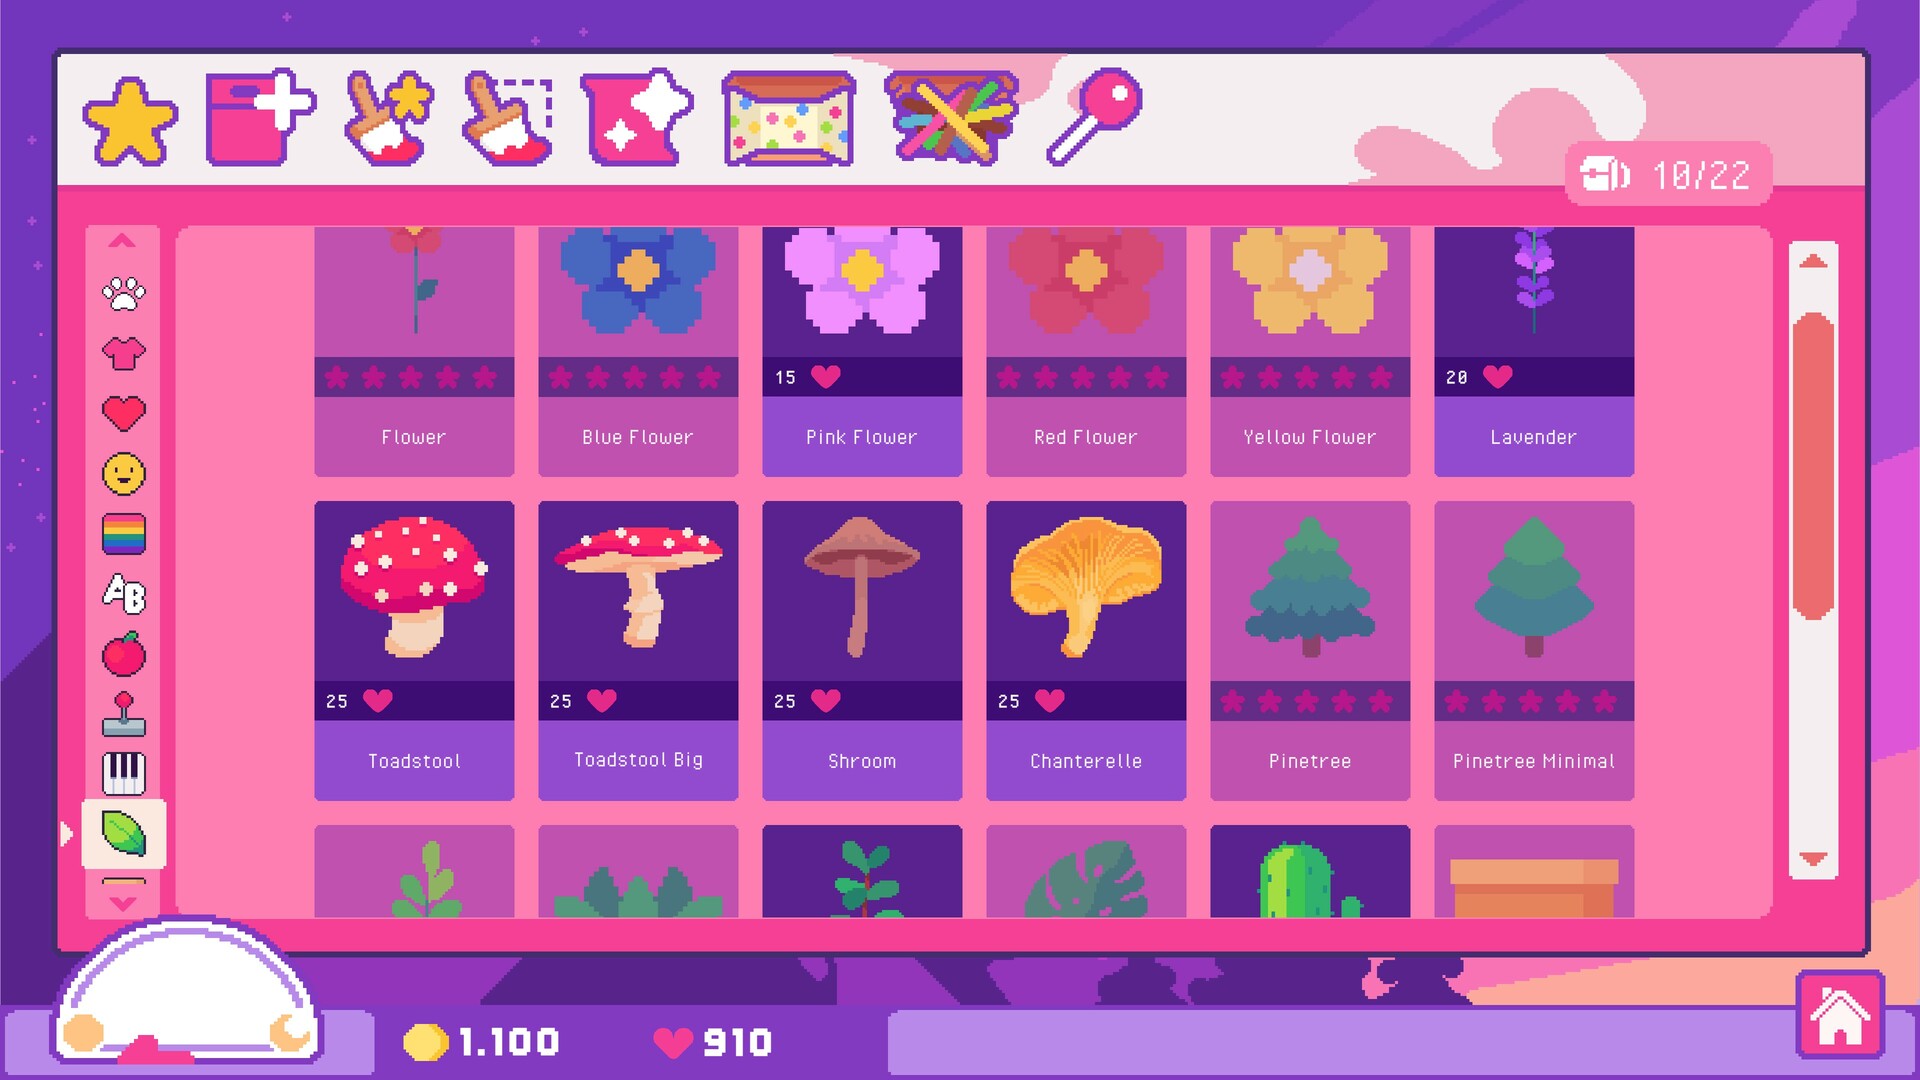 10/22
15
20
Flower
Blue Flower
Pink Flower
Red Flower
Yellow Flower
Lavender
25
25
25
25
Toadstool
Toadstool Big
Shroom
Chanterelle
Pinetree
Pinetree Minimal
AB
1.100
910